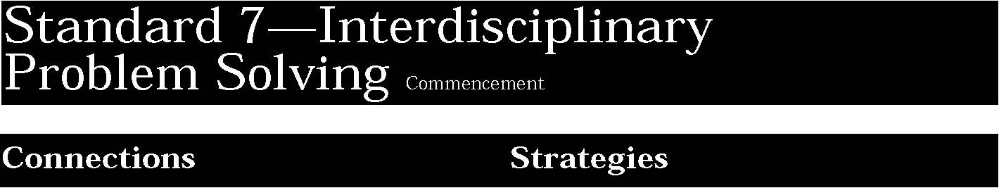 Standard 7—Interdisciplinary
Problem Solving Commencement
Connections
Strategies